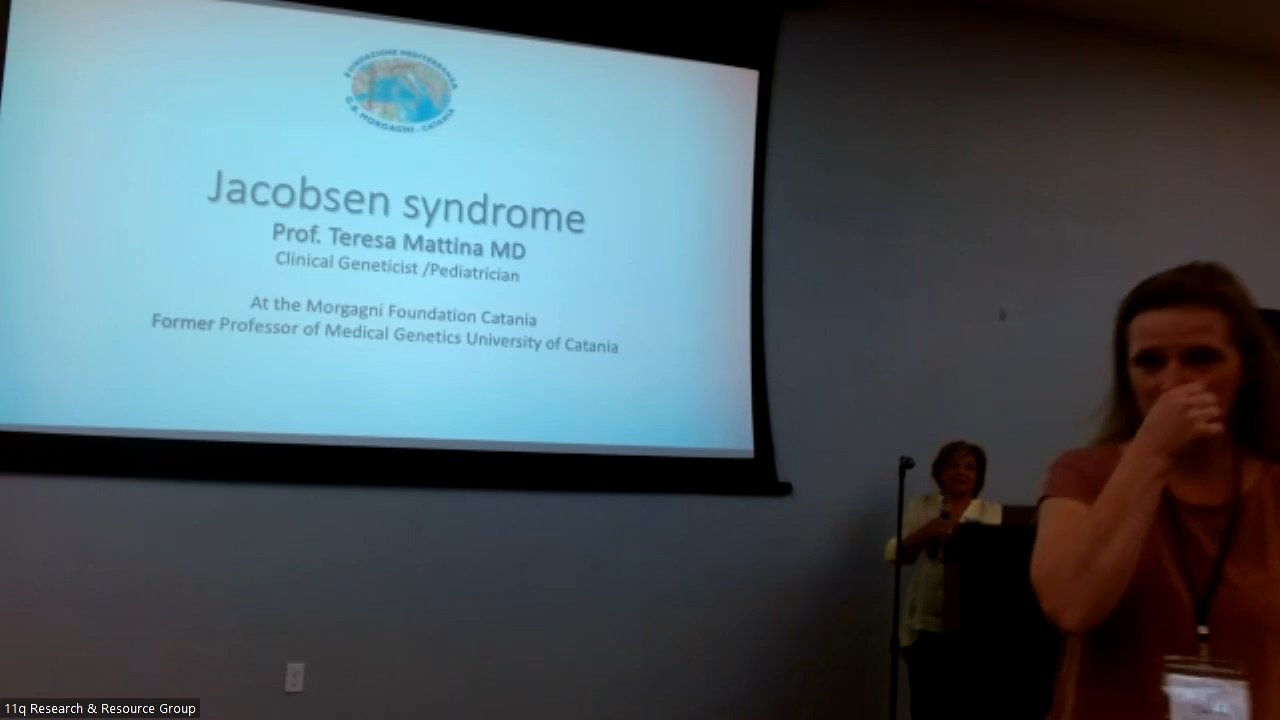 FONDAZIONE MEDITERRANEA
G.B. MORGAGNI - CATANIA
Jacobsen syndrome
Prof. Teresa Mattina MD
Clinical Geneticist /Pediatrician
At the Morgagni Foundation Catania
Former Professor of Medical Genetics University of Catania
11q Research & Resource Group